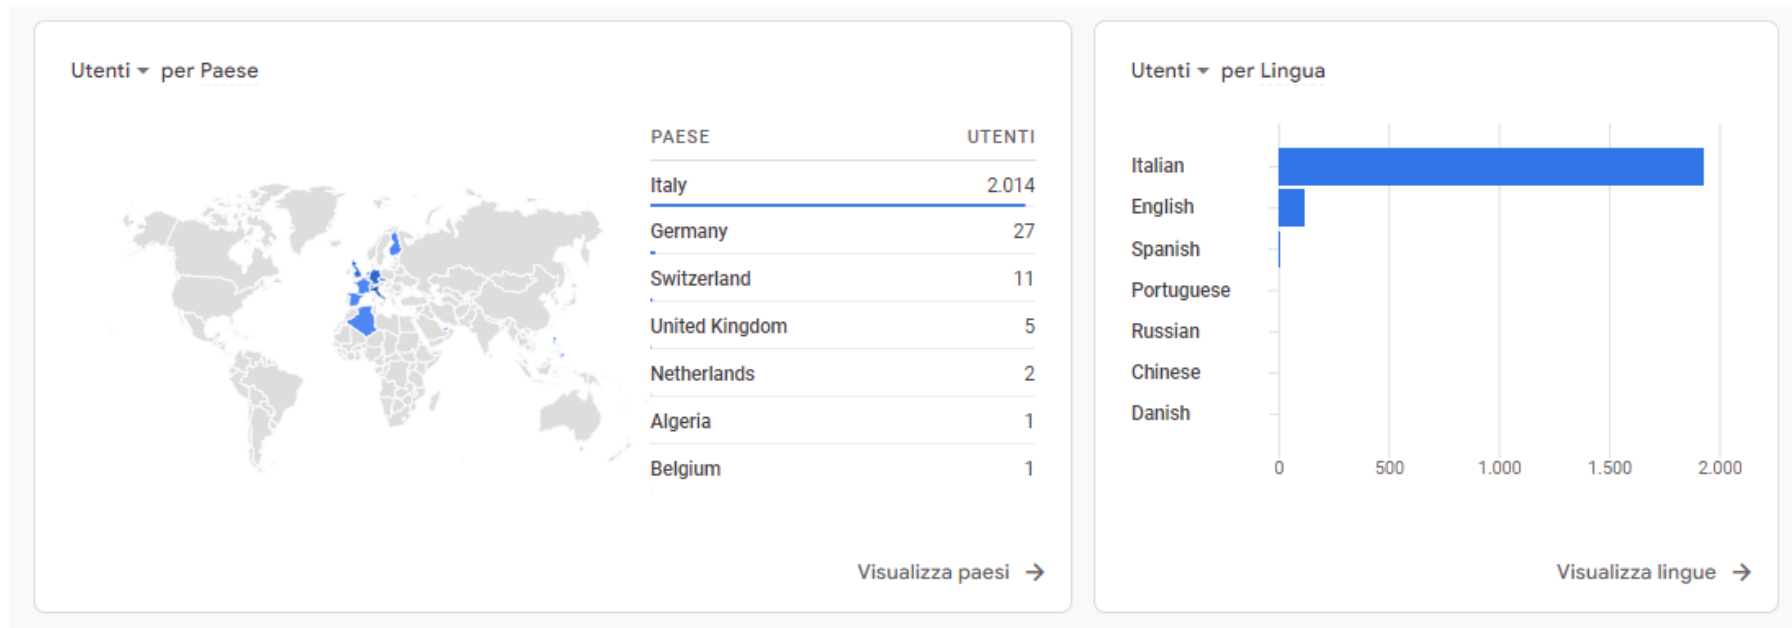 Utenti per Paese
PAESE UTENTI
Italy 2.014
Germany 27
Switzerland 11
United Kingdom 5
Netherlands 2
Algeria 1
Belgium 1
Visualizza paesi →
Utenti per Lingua
Italian
English
Spanish
Portuguese
Russian
Chinese
Danish
0 500 1.000 1.500 2.000
Visualizza lingue →